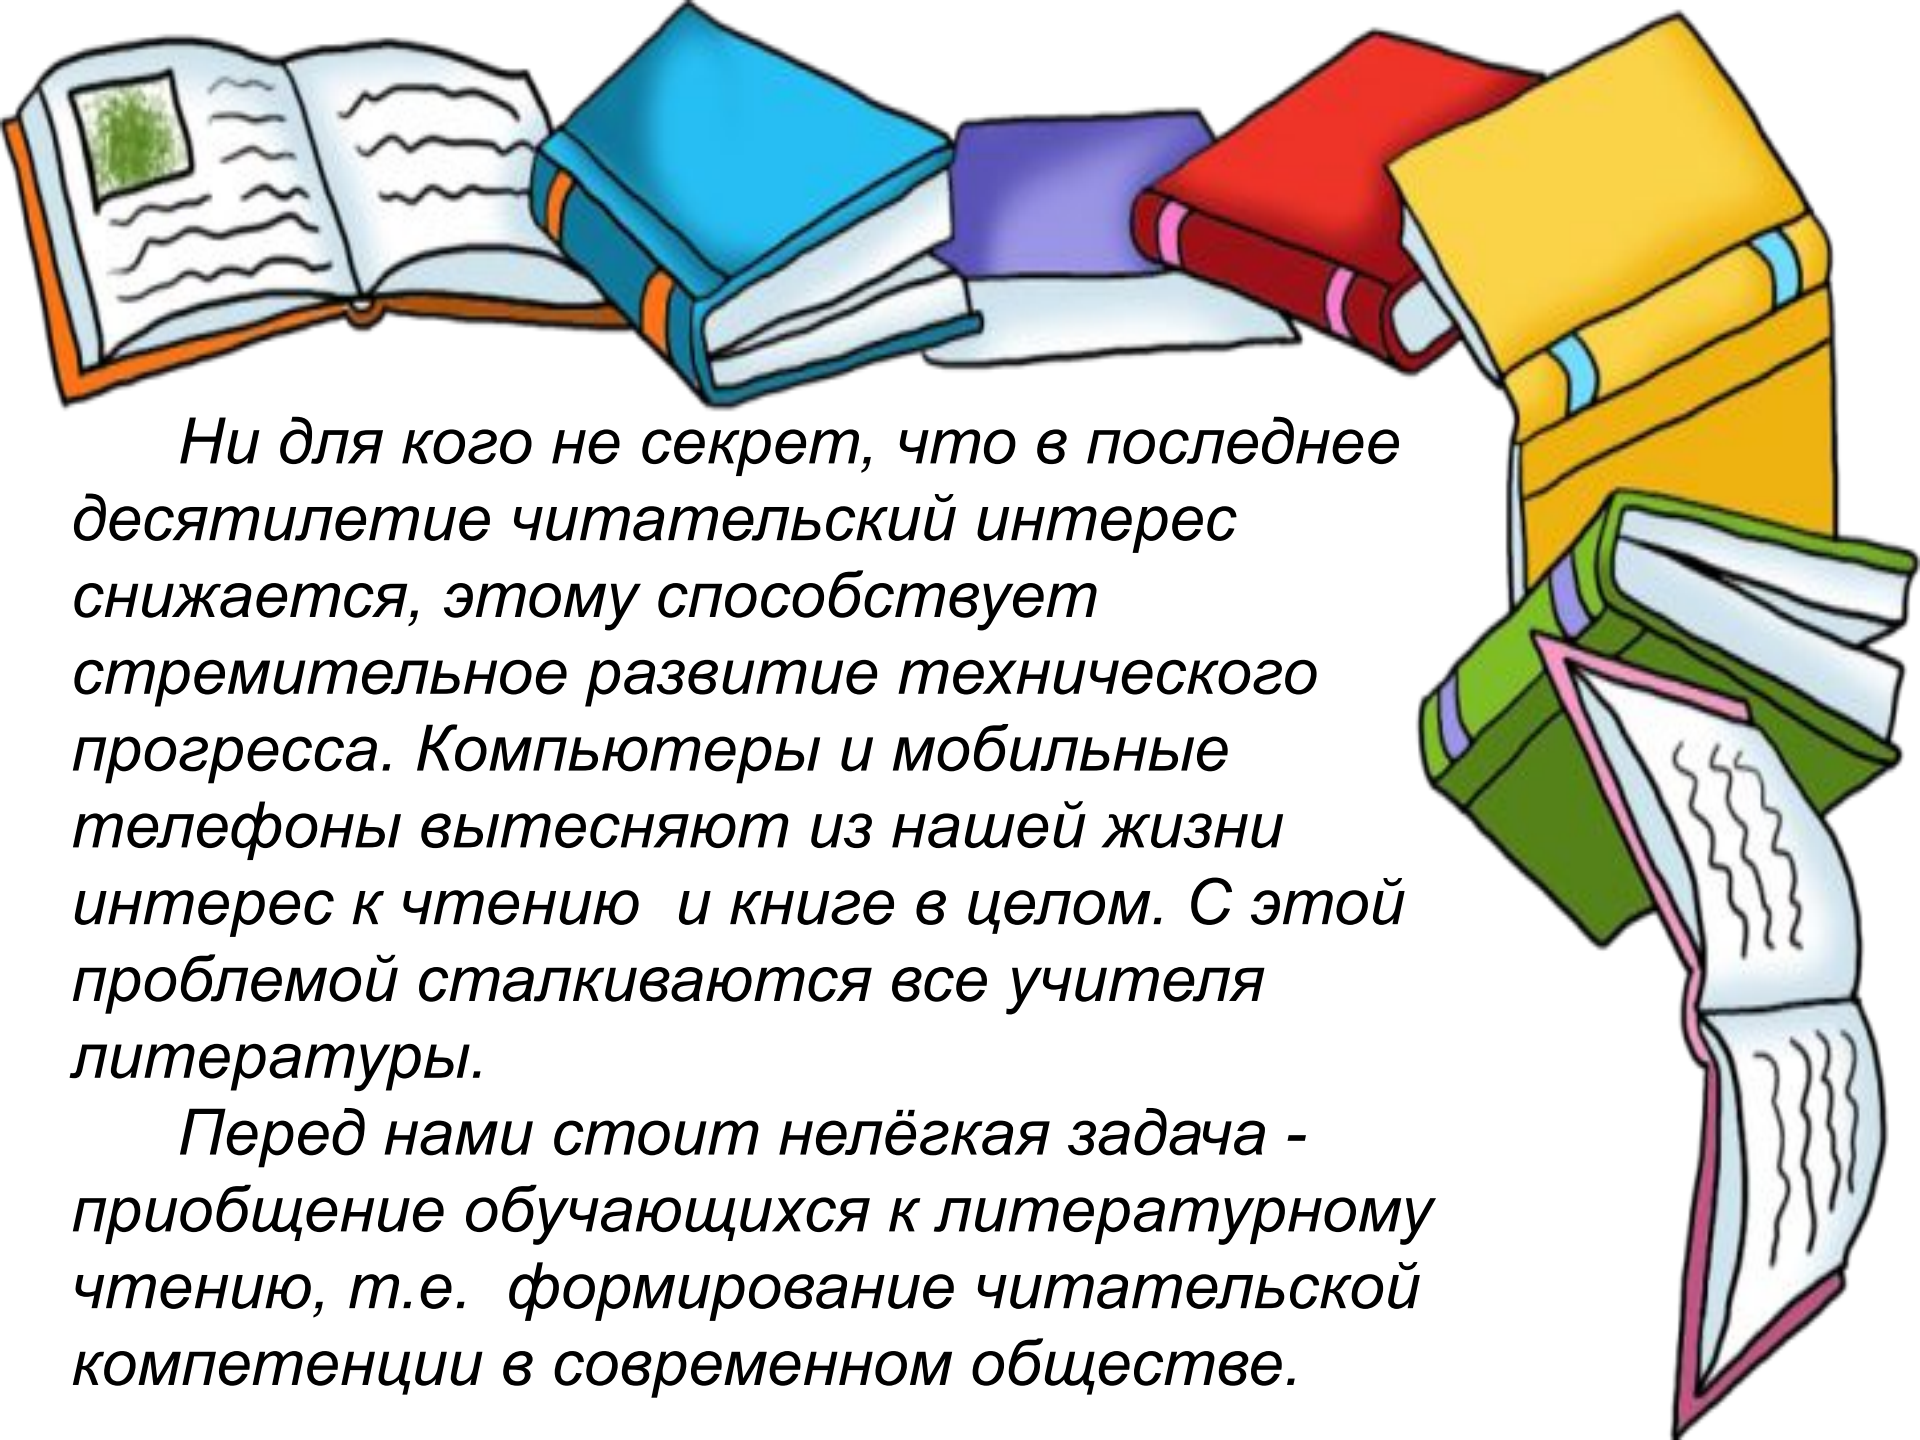 Ни для кого не секрет, что в последнее
десятилетие читательский интерес
снижается, этому способствует
стремительное развитие технического
прогресса. Компьютеры и мобильные
телефоны вытесняют из нашей жизни
интерес к чтению  и книге в целом. С этой
проблемой сталкиваются все учителя
литературы.
Перед нами стоит нелёгкая задача -
приобщение обучающихся к литературному
чтению, т.е.  формирование читательской
компетенции в современном обществе.